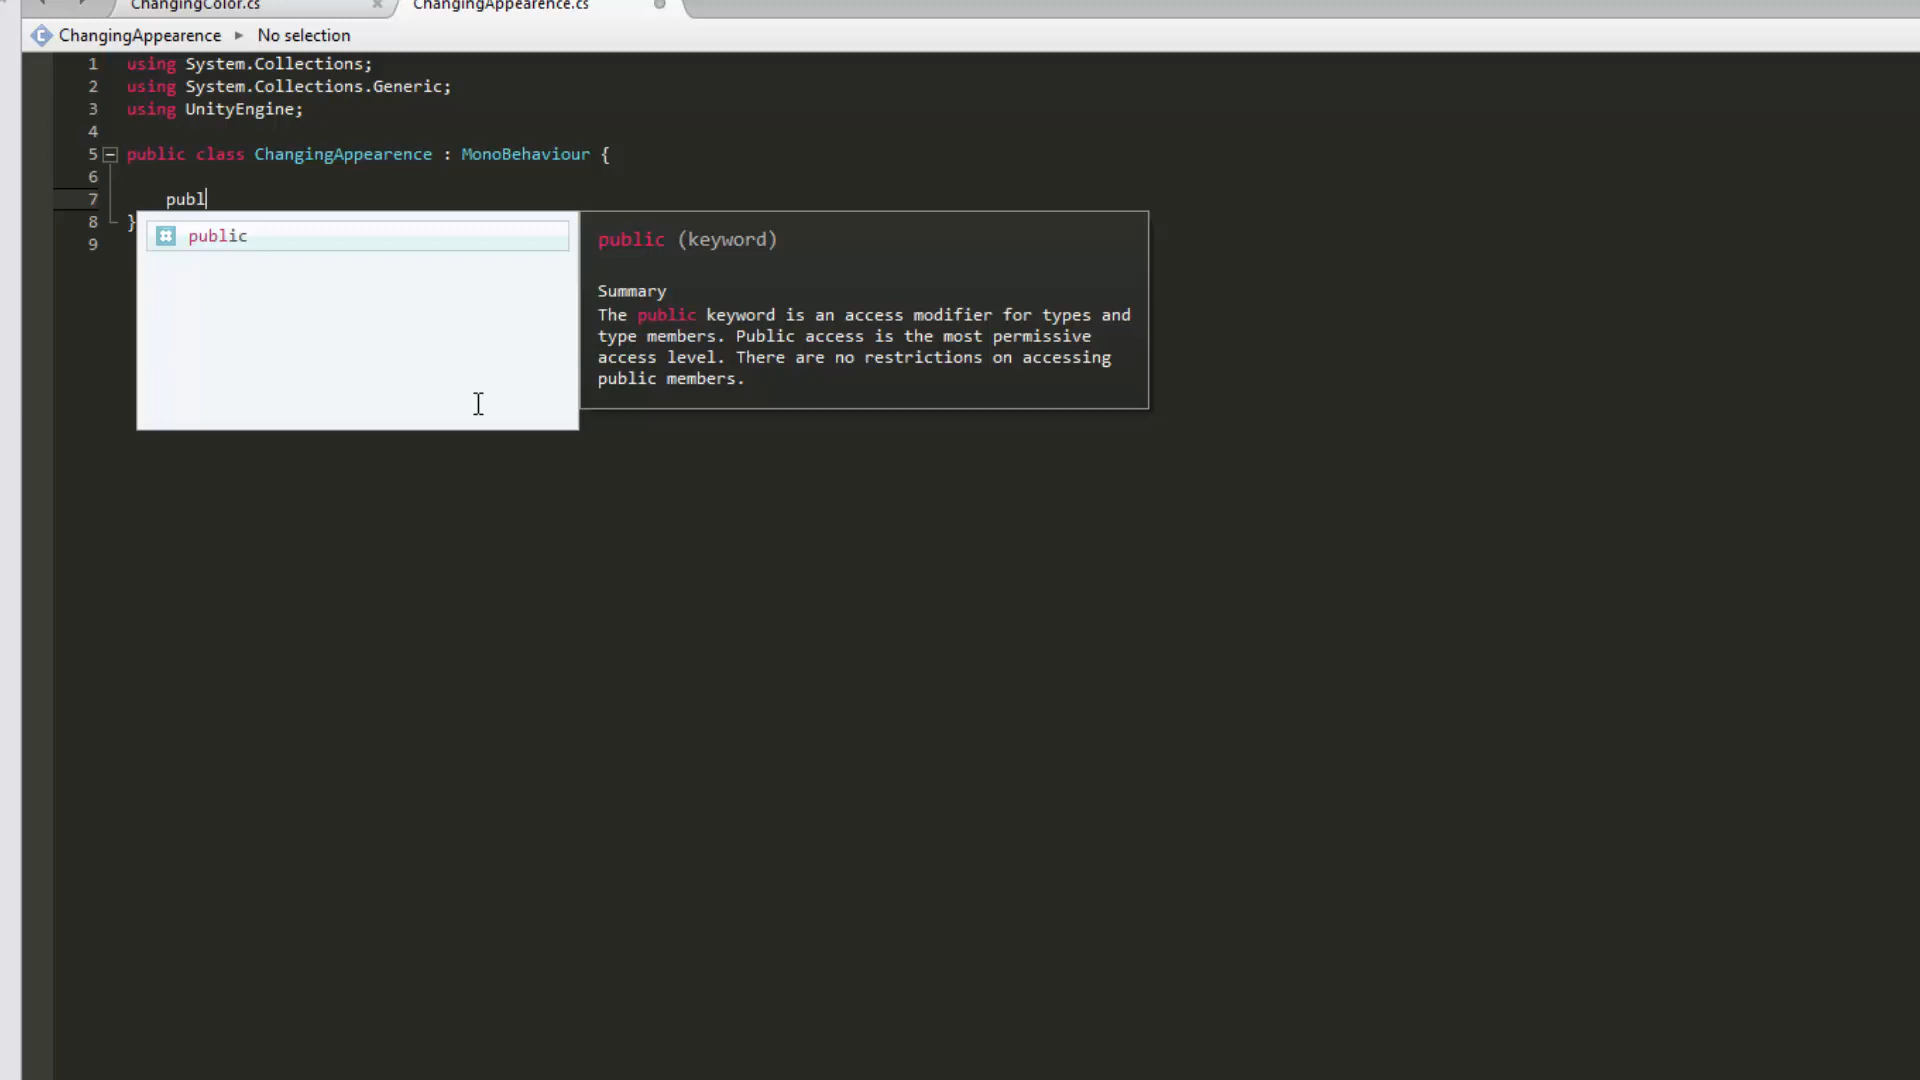 ChangingColor.cs
ChangingAppearence.cs
ChangingAppearence
No selection
1 using System.Collections;
2 using System.Collections.Generic;
3 using UnityEngine;
4
5 public class ChangingAppearence : MonoBehaviour {
6
7 publ
8 }
9
public
public (keyword)
Summary
The public keyword is an access modifier for types and
type members. Public access is the most permissive
access level. There are no restrictions on accessing
public members.